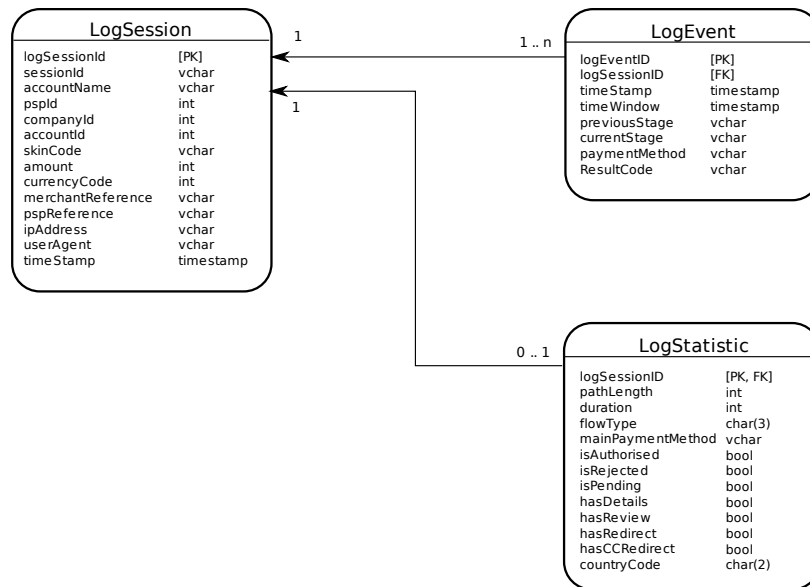 LogSession
logSessionId [PK]
sessionId vchar
accountName vchar
pspId int
companyId int
accountId int
skinCode vchar
amount int
currencyCode int
merchantReference vchar
pspReference vchar
ipAddress vchar
userAgent vchar
timeStamp timestamp
1
1 .. n
1
LogEvent
logEventID [PK]
logSessionID [FK]
timeStamp timestamp
timeWindow timestamp
previousStage vchar
currentStage vchar
paymentMethod vchar
ResultCode vchar
0 .. 1
LogStatistic
logSessionID [PK, FK]
pathLength int
duration int
flowType char(3)
mainPaymentMethod vchar
isAuthorised bool
isRejected bool
isPending bool
hasDetails bool
hasReview bool
hasRedirect bool
hasCCRedirect bool
countryCode char(2)